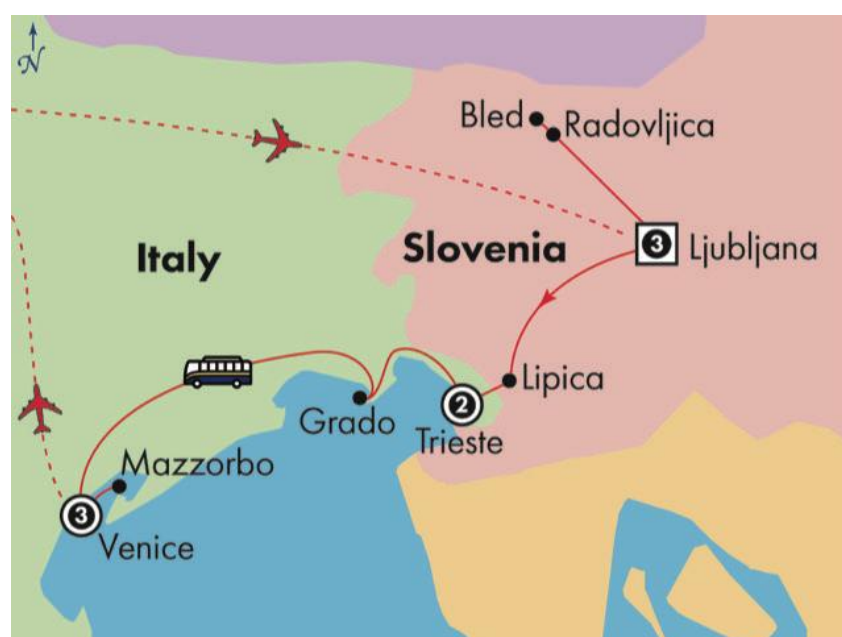 N
Bled
Radovljica
Italy
Slovenia
3
Ljubljana
Lipica
2
Grado
Trieste
Mazzorbo
3
Venice